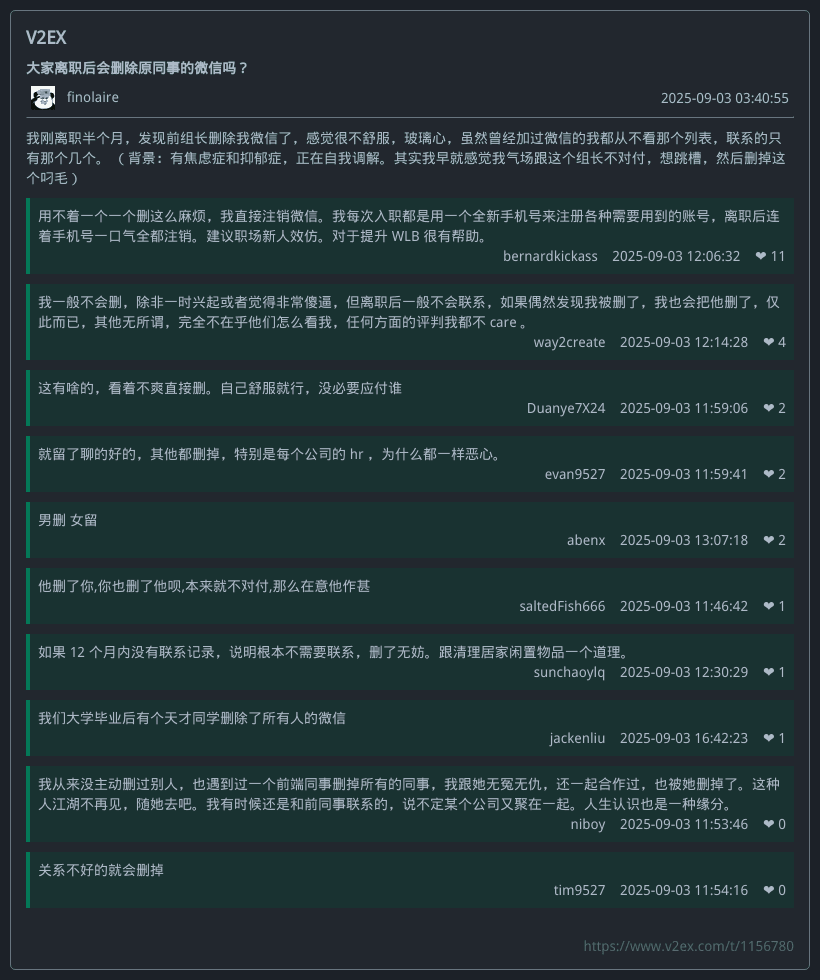 V2EX
大家离职后会删除原同事的微信吗？
finolaire 2025-09-03 03:40:55
我刚离职半个月，发现前组长删除我微信了，感觉很不舒服，玻璃心，虽然曾经加过微信的我都从不看那个列表，联系的只
有那个几个。（背景：有焦虑症和抑郁症，正在自我调解。其实我早就感觉我气场跟这个组长不对付，想跳槽，然后删掉这
个叼毛）
用不着一个一个删这么麻烦，我直接注销微信。我每次入职都是用一个全新手机号来注册各种需要用到的账号，离职后连
着手机号一口气全都注销。建议职场新人效仿。对于提升 WLB 很有帮助。
bernardkickass 2025-09-03 12:06:32 ❤ 11
我一般不会删，除非一时兴起或者觉得非常傻逼，但离职后一般不会联系，如果偶然发现我被删了，我也会把他删了，仅
此而已，其他无所谓，完全不在乎他们怎么看我，任何方面的评判我都不 care 。
way2create 2025-09-03 12:14:28 ❤ 4
这有啥的，看着不爽直接删。自己舒服就行，没必要应付谁
Duanye7X24 2025-09-03 11:59:06 ❤ 2
就留了聊的好的，其他都删掉，特别是每个公司的 hr ，为什么都一样恶心。
evan9527 2025-09-03 11:59:41 ❤ 2
男删 女留
abenx 2025-09-03 13:07:18 ❤ 2
他删了你,你也删了他呗,本来就不对付,那么在意他作甚
saltedFish666 2025-09-03 11:46:42 ❤ 1
如果 12 个月内没有联系记录，说明根本不需要联系，删了无妨。跟清理居家闲置物品一个道理。
sunchaoylq 2025-09-03 12:30:29 ❤ 1
我们大学毕业后有个天才同学删除了所有人的微信
jackenliu 2025-09-03 16:42:23 ❤ 1
我从来没主动删过别人，也遇到过一个前端同事删掉所有的同事，我跟她无冤无仇，还一起合作过，也被她删掉了。这种
人江湖不再见，随她去吧。我有时候还是和前同事联系的，说不定某个公司又聚在一起。人生认识也是一种缘分。
niboy 2025-09-03 11:53:46 ❤ 0
关系不好的就会删掉
tim9527 2025-09-03 11:54:16 ❤ 0
https://www.v2ex.com/t/1156780